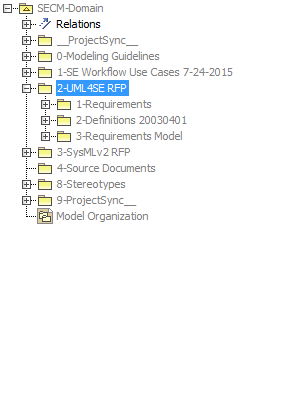 SECM-Domain
Relations
__ProjectSync__
0-Modeling Guidelines
1-SE Workflow Use Cases 7-24-2015
2-UML4SE RFP
1-Requirements
2-Definitions 20030401
3-Requirements Model
3-SysMLv2 RFP
4-Source Documents
8-Stereotypes
9-ProjectSync__
Model Organization